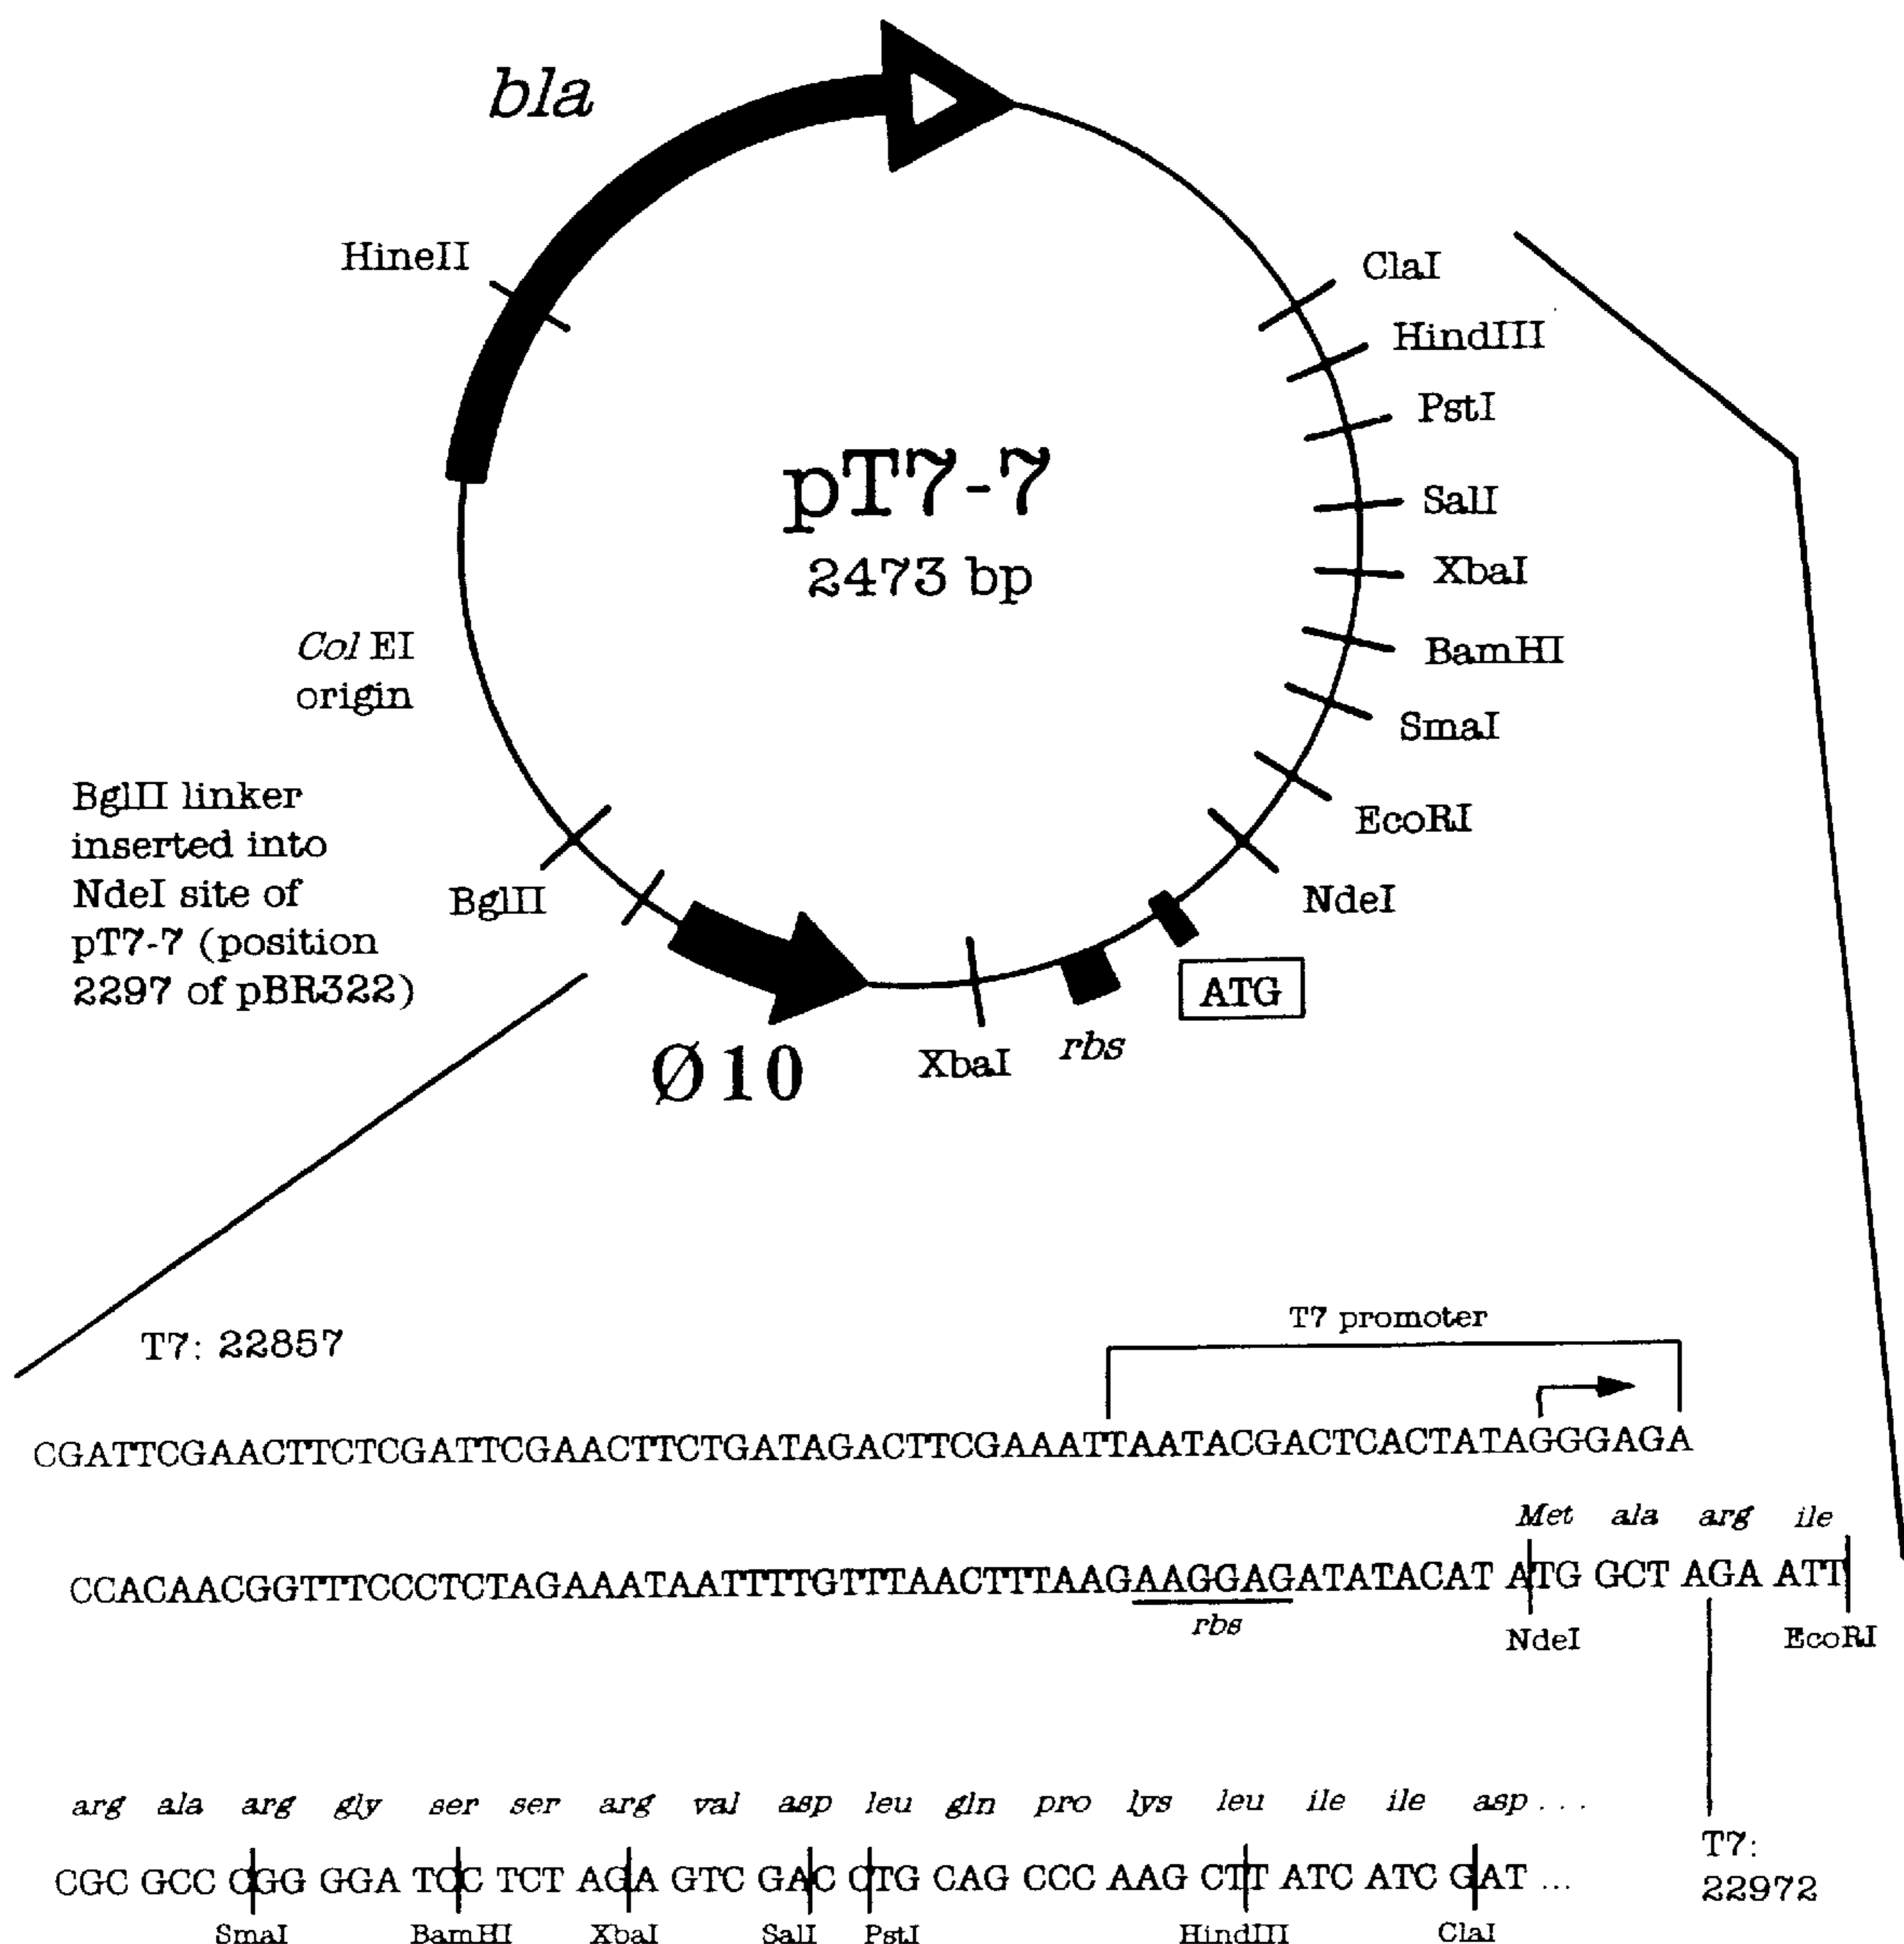 bla
HincII
ClaI
HindIII
PstI
SalI
XbaI
BamHI
SmaI
EcoRI
NdeI
ATG
rbs
XbaI
Ø10
BglII
BglII linker
inserted into
NdeI site of
pT7-7 (position
2297 of pBR322)
Col EI
origin
pT7-7
2473 bp
T7: 22857
T7 promoter
CGATTCGAACTTCTCGATTCGAACTTCTGATAGACTTCGAAATTAATACGACTCACTATAGGGAGA
Met ala arg ile
CCACAACGGTTTCCCTCTAGAAATAATTTTGTTTAACTTTAAGAAGGAGATATACAT ATG GCT AGA ATT
rbs
NdeI
EcoRI
arg ala arg gly ser ser arg val asp leu gln pro lys leu ile ile asp ...
CGC GCC CGG GGA TCC TCT AGA GTC GAC CTG CAG CCC AAG CTT ATC ATC GAT ...
SmaI BamHI XbaI SalI PstI HindIII ClaI
T7:
22972